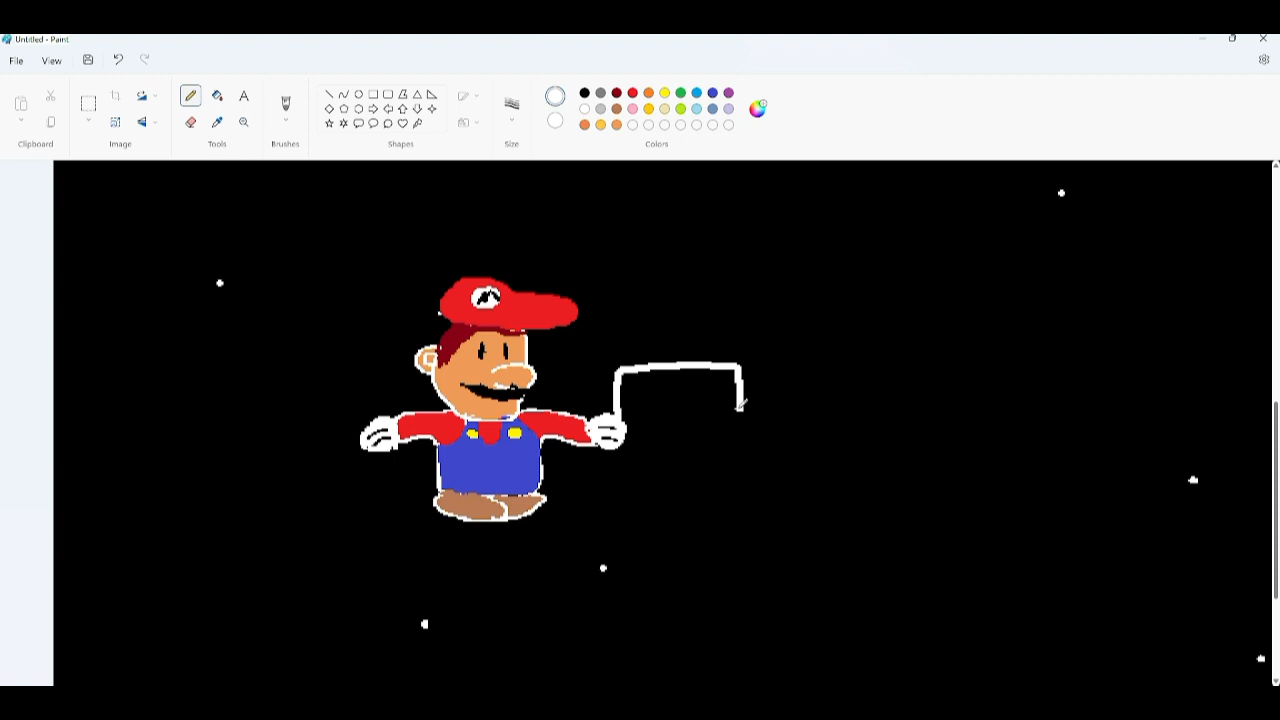 Untitled - Paint
File View
Clipboard Image Tools Brushes Shapes Size Colors